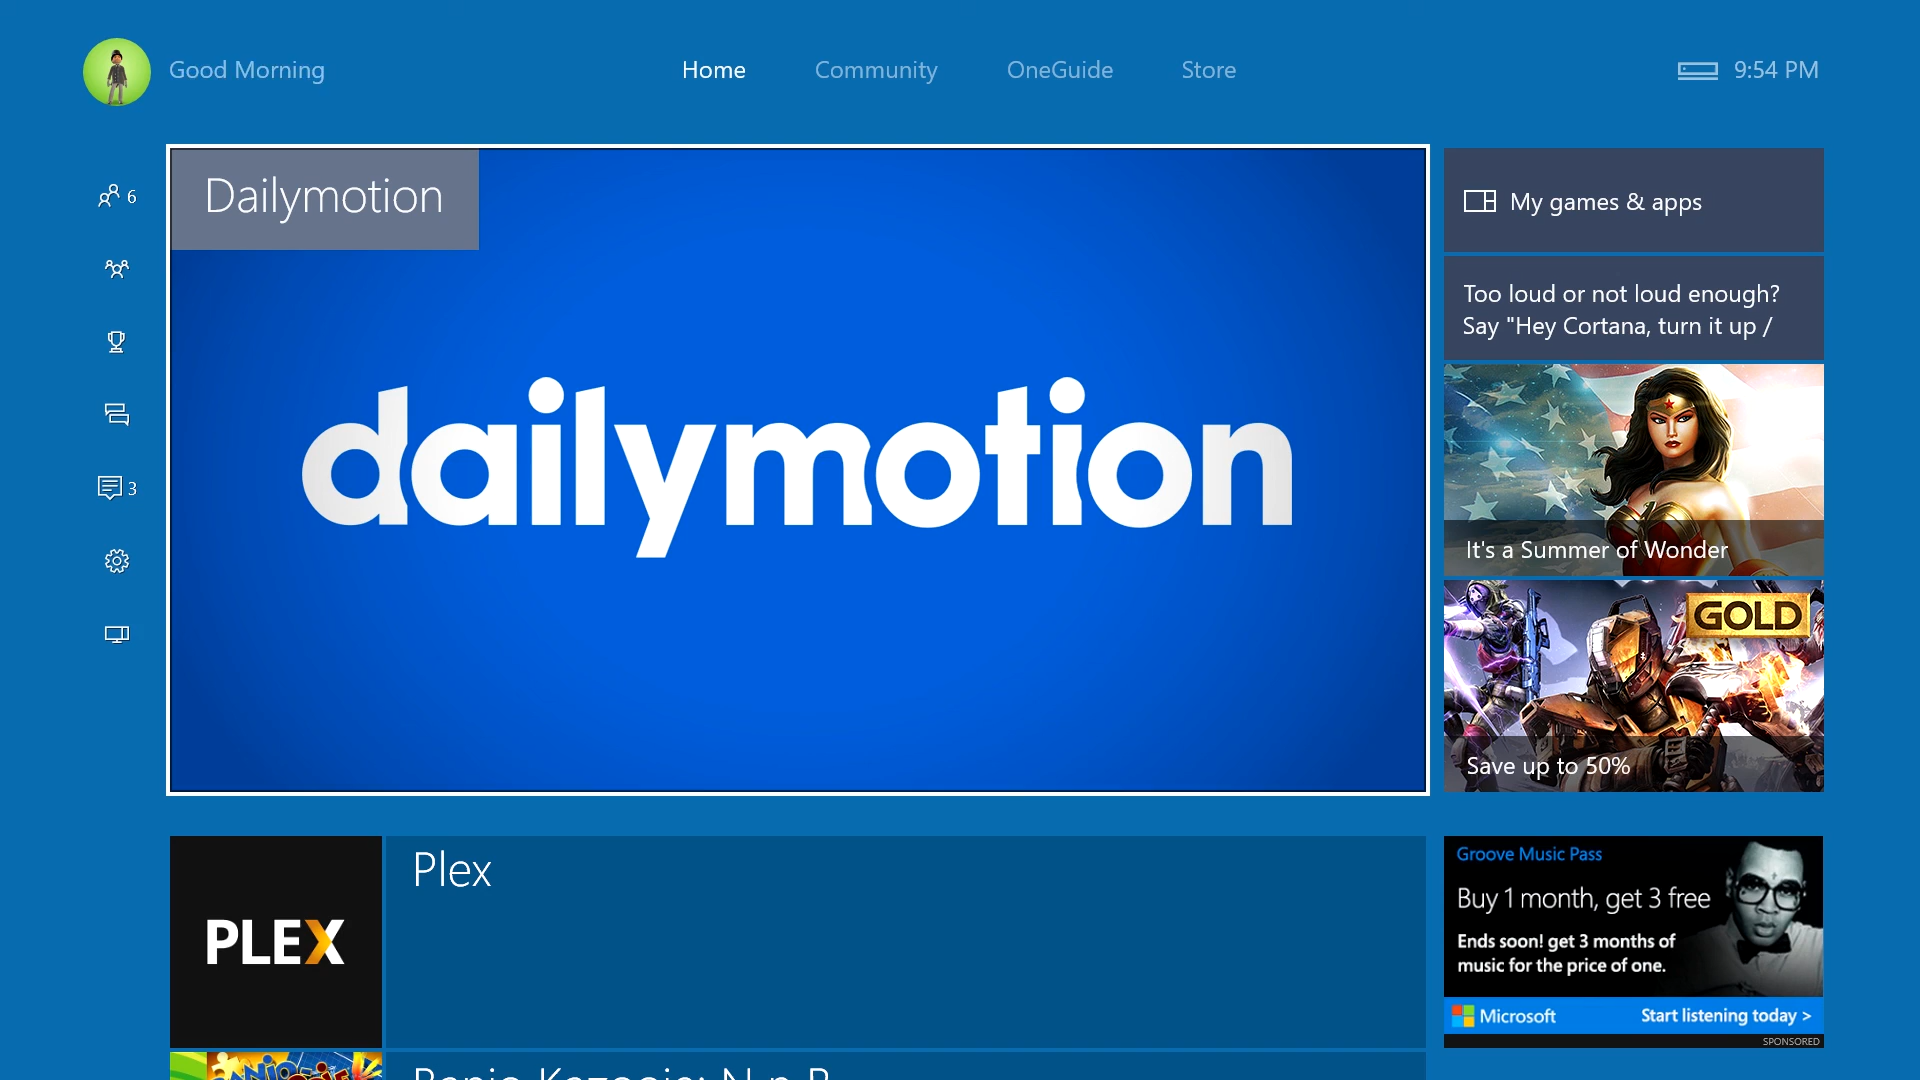 Good Morning
Home
Community
OneGuide
Store
9:54 PM
6
3
Dailymotion
dailymotion
My games & apps
Too loud or not loud enough?
Say "Hey Cortana, turn it up /
It's a Summer of Wonder
GOLD
Save up to 50%
PLEX
Plex
Groove Music Pass
Buy 1 month, get 3 free
Ends soon! get 3 months of
music for the price of one.
Microsoft
Start listening today >
SPONSORED
Banjo Kazooie: N n B